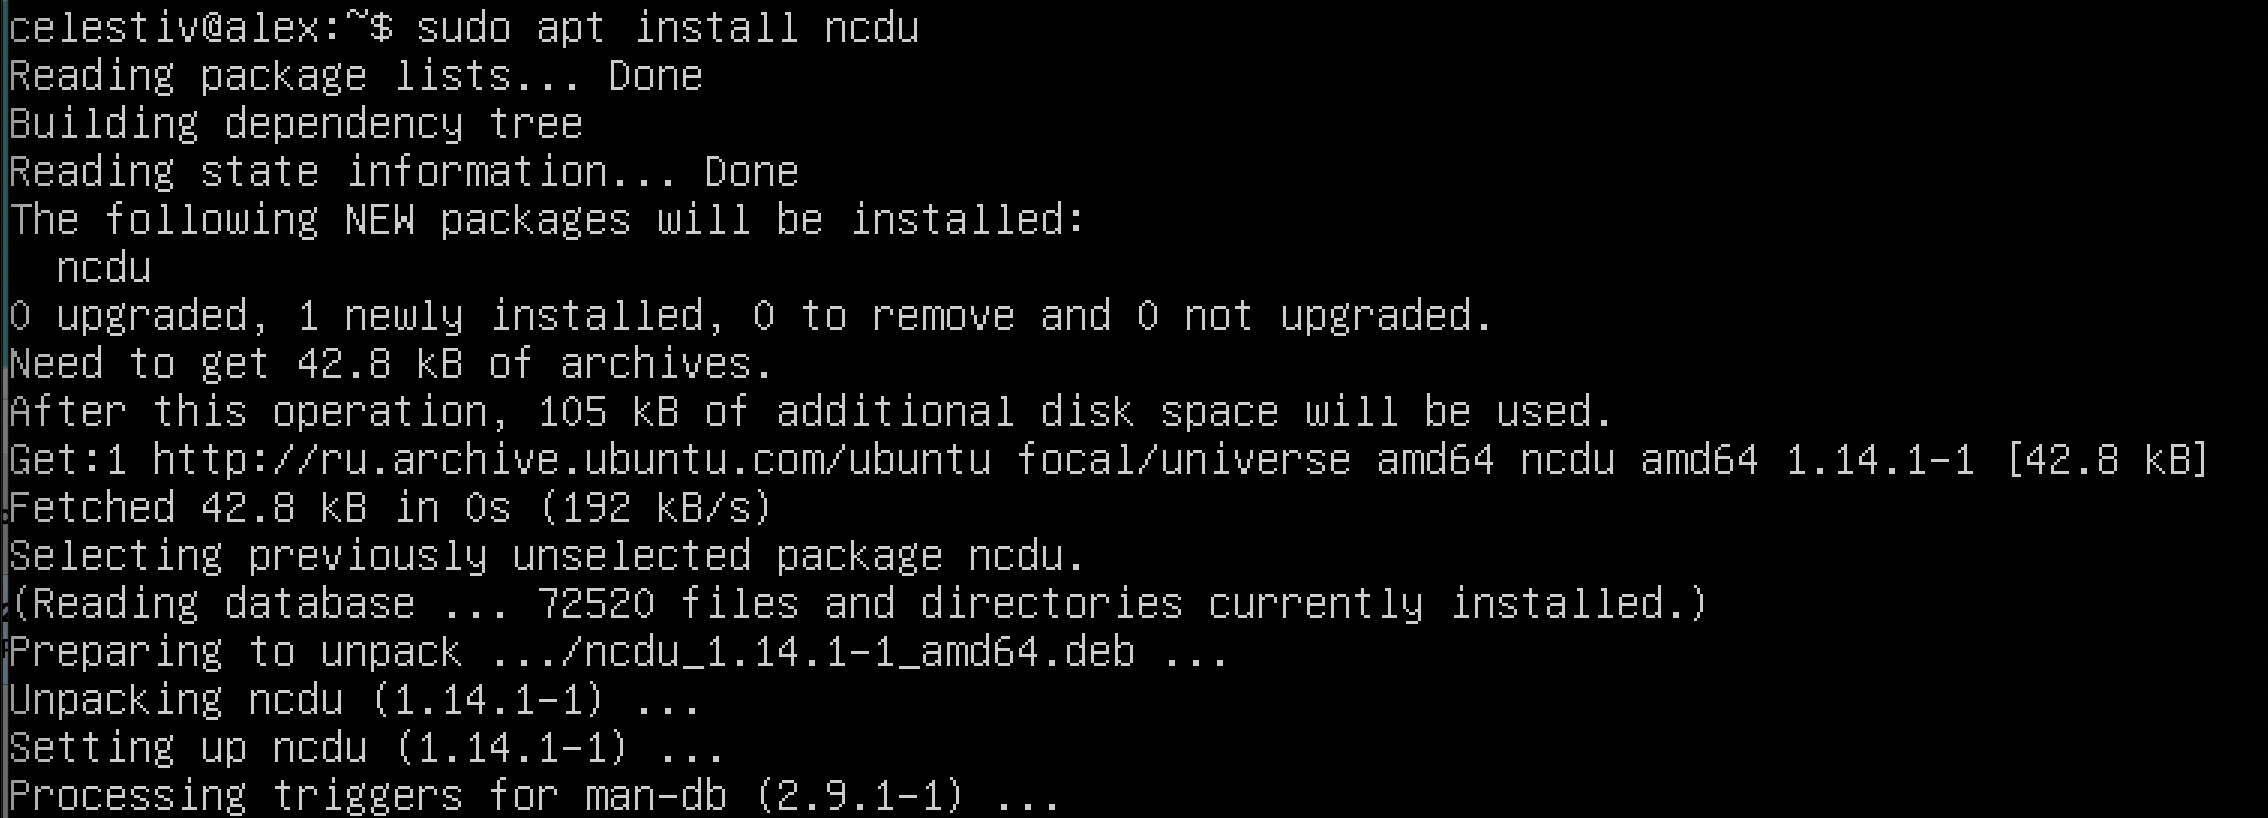 celestiv@alex:~$ sudo apt install ncdu
Reading package lists... Done
Building dependency tree
Reading state information... Done
The following NEW packages will be installed:
  ncdu
0 upgraded, 1 newly installed, 0 to remove and 0 not upgraded.
Need to get 42.8 kB of archives.
After this operation, 105 kB of additional disk space will be used.
Get:1 http://ru.archive.ubuntu.com/ubuntu focal/universe amd64 ncdu amd64 1.14.1-1 [42.8 kB]
Fetched 42.8 kB in 0s (192 kB/s)
Selecting previously unselected package ncdu.
(Reading database ... 72520 files and directories currently installed.)
Preparing to unpack .../ncdu_1.14.1-1_amd64.deb ...
Unpacking ncdu (1.14.1-1) ...
Setting up ncdu (1.14.1-1) ...
Processing triggers for man-db (2.9.1-1) ...